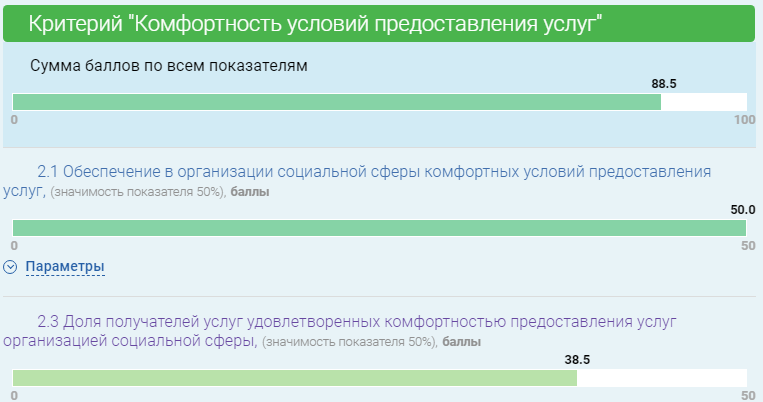 Критерий "Комфортность условий предоставления услуг"
Сумма баллов по всем показателям
88.5
0 100
2.1 Обеспечение в организации социальной сферы комфортных условий предоставления
услуг, (значимость показателя 50%), баллы
50.0
0 50
Параметры
2.3 Доля получателей услуг удовлетворенных комфортностью предоставления услуг
организацией социальной сферы, (значимость показателя 50%), баллы
38.5
0 50